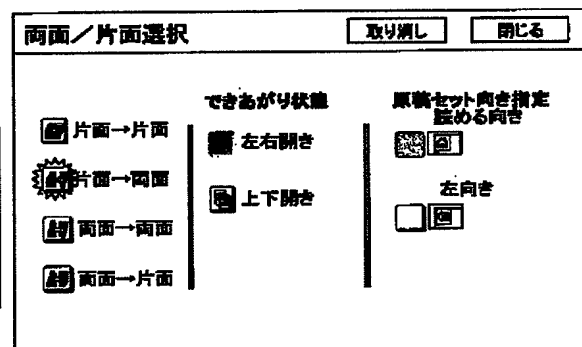 両面／片面選択
取り消し
閉じる
片面→片面
片面→両面
両面→両面
両面→片面
できあがり状態
左右開き
上下開き
原稿セット向き指定
読める向き
左向き